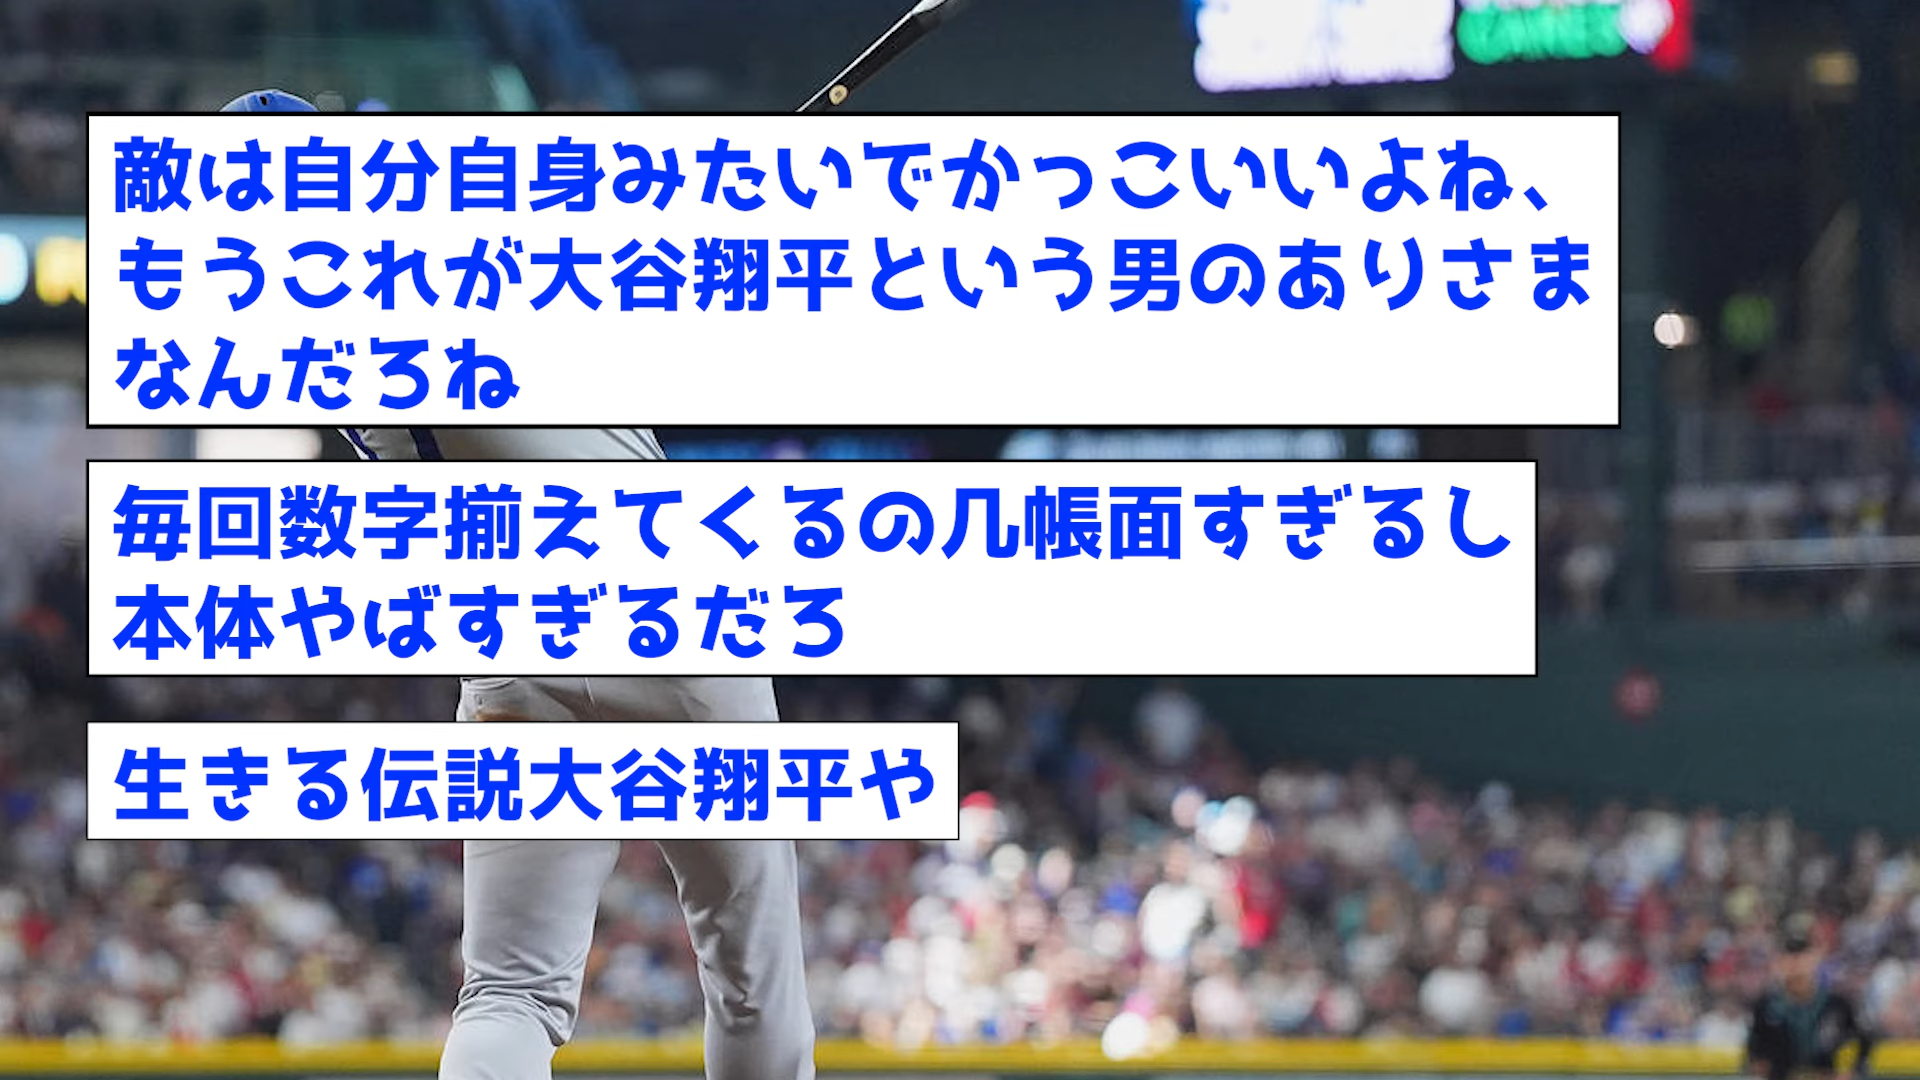 敵は自分自身みたいでかっこいいよね、
もうこれが大谷翔平という男のありさま
なんだろね
毎回数字揃えてくるの几帳面すぎるし
本体やばすぎるだろ
生きる伝説大谷翔平や